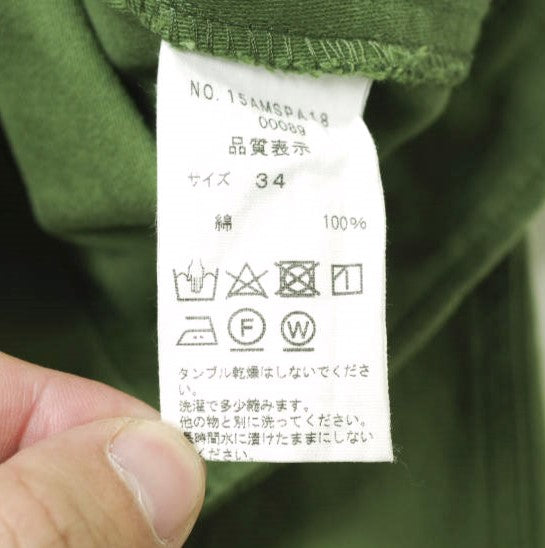 NO.15AMSPA18
00089
品質表示
サイズ 34
綿 100%
F W
タンブル乾燥はしないでくださ
い。
洗濯で多少縮みます。
他の物と別に洗ってください。
長時間水に漬けたままにしない
でください。